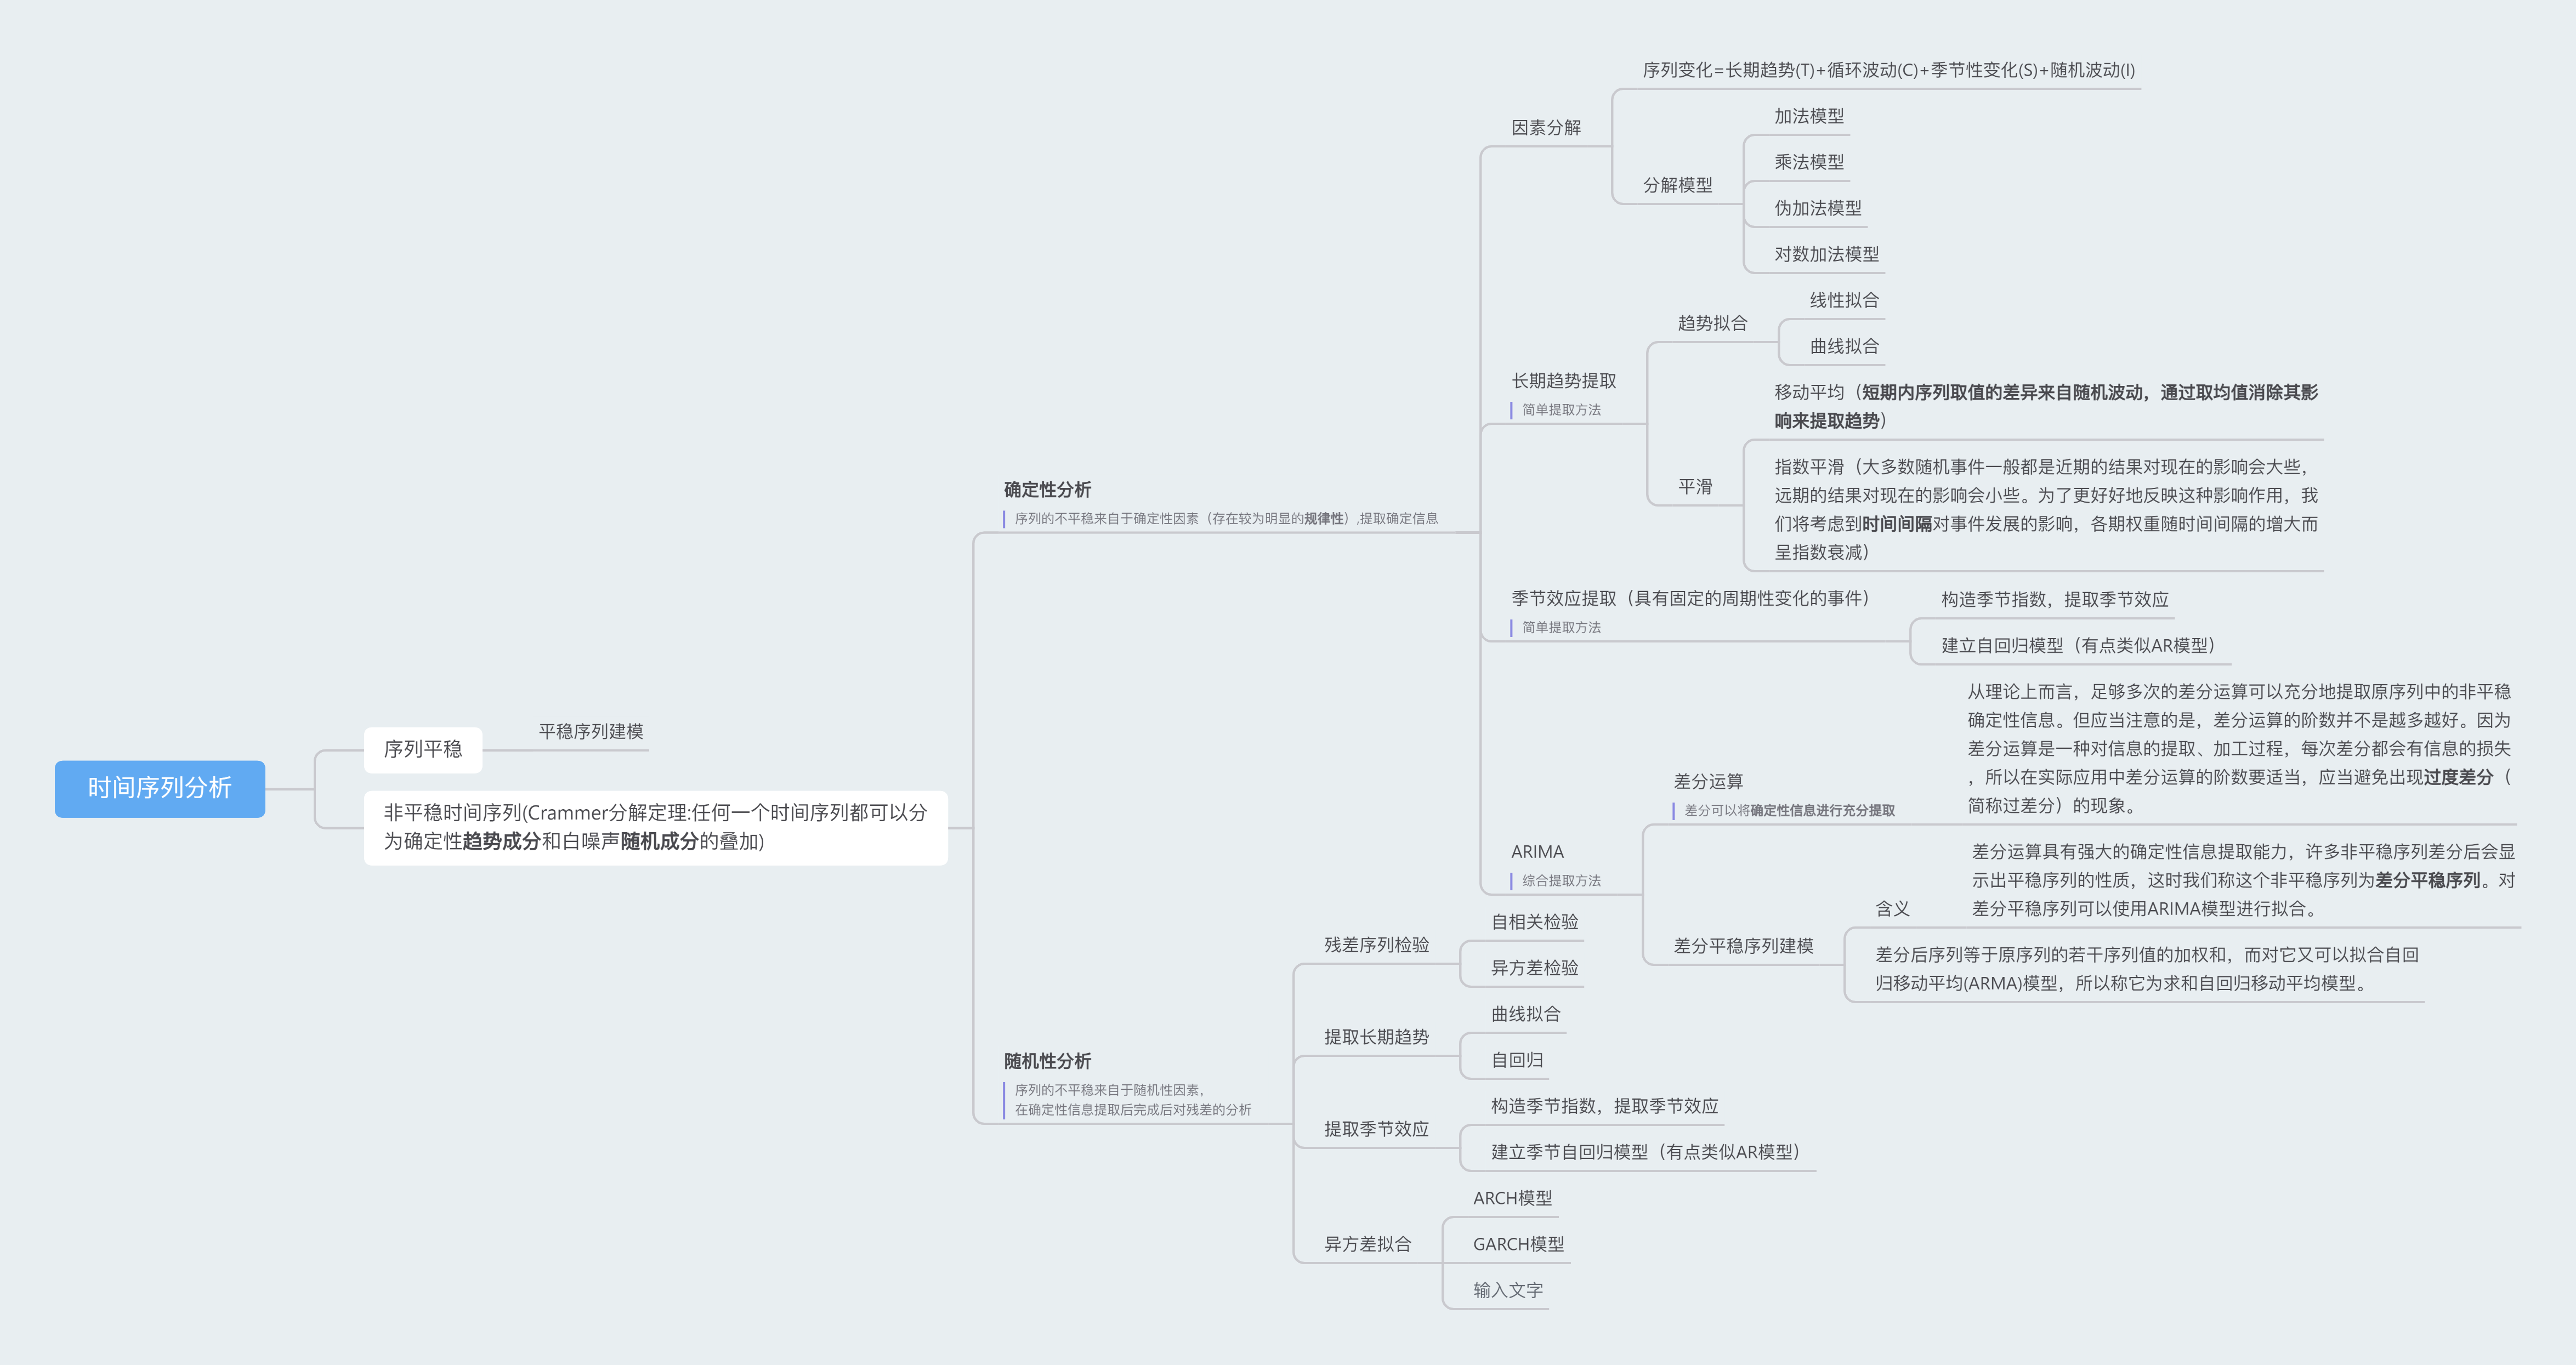 时间序列分析
序列平稳
平稳序列建模
非平稳时间序列(Crammer分解定理:任何一个时间序列都可以分
为确定性趋势成分和白噪声随机成分的叠加)
确定性分析
序列的不平稳来自于确定性因素（存在较为明显的规律性）,提取确定信息
因素分解
序列变化=长期趋势(T)+循环波动(C)+季节性变化(S)+随机波动(I)
分解模型
加法模型
乘法模型
伪加法模型
对数加法模型
长期趋势提取
简单提取方法
趋势拟合
线性拟合
曲线拟合
平滑
移动平均（短期内序列取值的差异来自随机波动，通过取均值消除其影
响来提取趋势）
指数平滑（大多数随机事件一般都是近期的结果对现在的影响会大些，
远期的结果对现在的影响会小些。为了更好好地反映这种影响作用，我
们将考虑到时间间隔对事件发展的影响，各期权重随时间间隔的增大而
呈指数衰减）
季节效应提取（具有固定的周期性变化的事件）
简单提取方法
构造季节指数，提取季节效应
建立自回归模型（有点类似AR模型）
ARIMA
综合提取方法
差分运算
差分可以将确定性信息进行充分提取
从理论上而言，足够多次的差分运算可以充分地提取原序列中的非平稳
确定性信息。但应当注意的是，差分运算的阶数并不是越多越好。因为
差分运算是一种对信息的提取、加工过程，每次差分都会有信息的损失
，所以在实际应用中差分运算的阶数要适当，应当避免出现过度差分（
简称过差分）的现象。
差分平稳序列建模
含义
差分运算具有强大的确定性信息提取能力，许多非平稳序列差分后会显
示出平稳序列的性质，这时我们称这个非平稳序列为差分平稳序列。对
差分平稳序列可以使用ARIMA模型进行拟合。
差分后序列等于原序列的若干序列值的加权和，而对它又可以拟合自回
归移动平均(ARMA)模型，所以称它为求和自回归移动平均模型。
随机性分析
序列的不平稳来自于随机性因素，
在确定性信息提取后完成后对残差的分析
残差序列检验
自相关检验
异方差检验
提取长期趋势
曲线拟合
自回归
提取季节效应
构造季节指数，提取季节效应
建立季节自回归模型（有点类似AR模型）
异方差拟合
ARCH模型
GARCH模型
输入文字